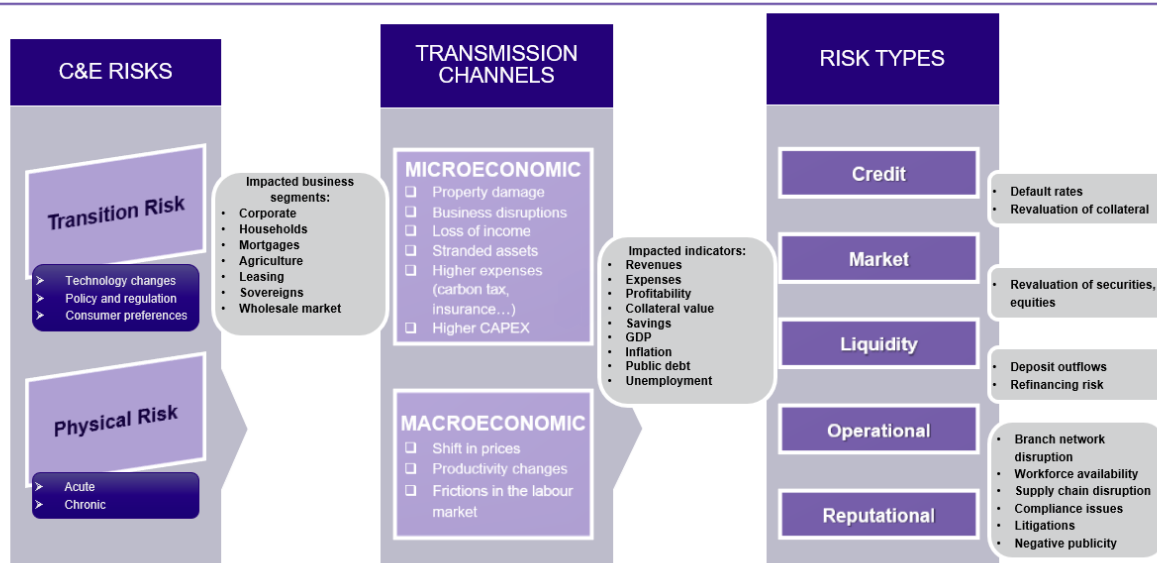 C&E RISKS
Transition Risk
➢ Technology changes
➢ Policy and regulation
➢ Consumer preferences
Physical Risk
➢ Acute
➢ Chronic
Impacted business
segments:
• Corporate
• Households
• Mortgages
• Agriculture
• Leasing
• Sovereigns
• Wholesale market
TRANSMISSION
CHANNELS
MICROECONOMIC
❑ Property damage
❑ Business disruptions
❑ Loss of income
❑ Stranded assets
❑ Higher expenses
(carbon tax,
insurance…)
❑ Higher CAPEX
MACROECONOMIC
❑ Shift in prices
❑ Productivity changes
❑ Frictions in the labour
market
Impacted indicators:
• Revenues
• Expenses
• Profitability
• Collateral value
• Savings
• GDP
• Inflation
• Public debt
• Unemployment
RISK TYPES
Credit
• Default rates
• Revaluation of collateral
Market
• Revaluation of securities,
equities
Liquidity
• Deposit outflows
• Refinancing risk
Operational
Reputational
• Branch network
disruption
• Workforce availability
• Supply chain disruption
• Compliance issues
• Litigations
• Negative publicity